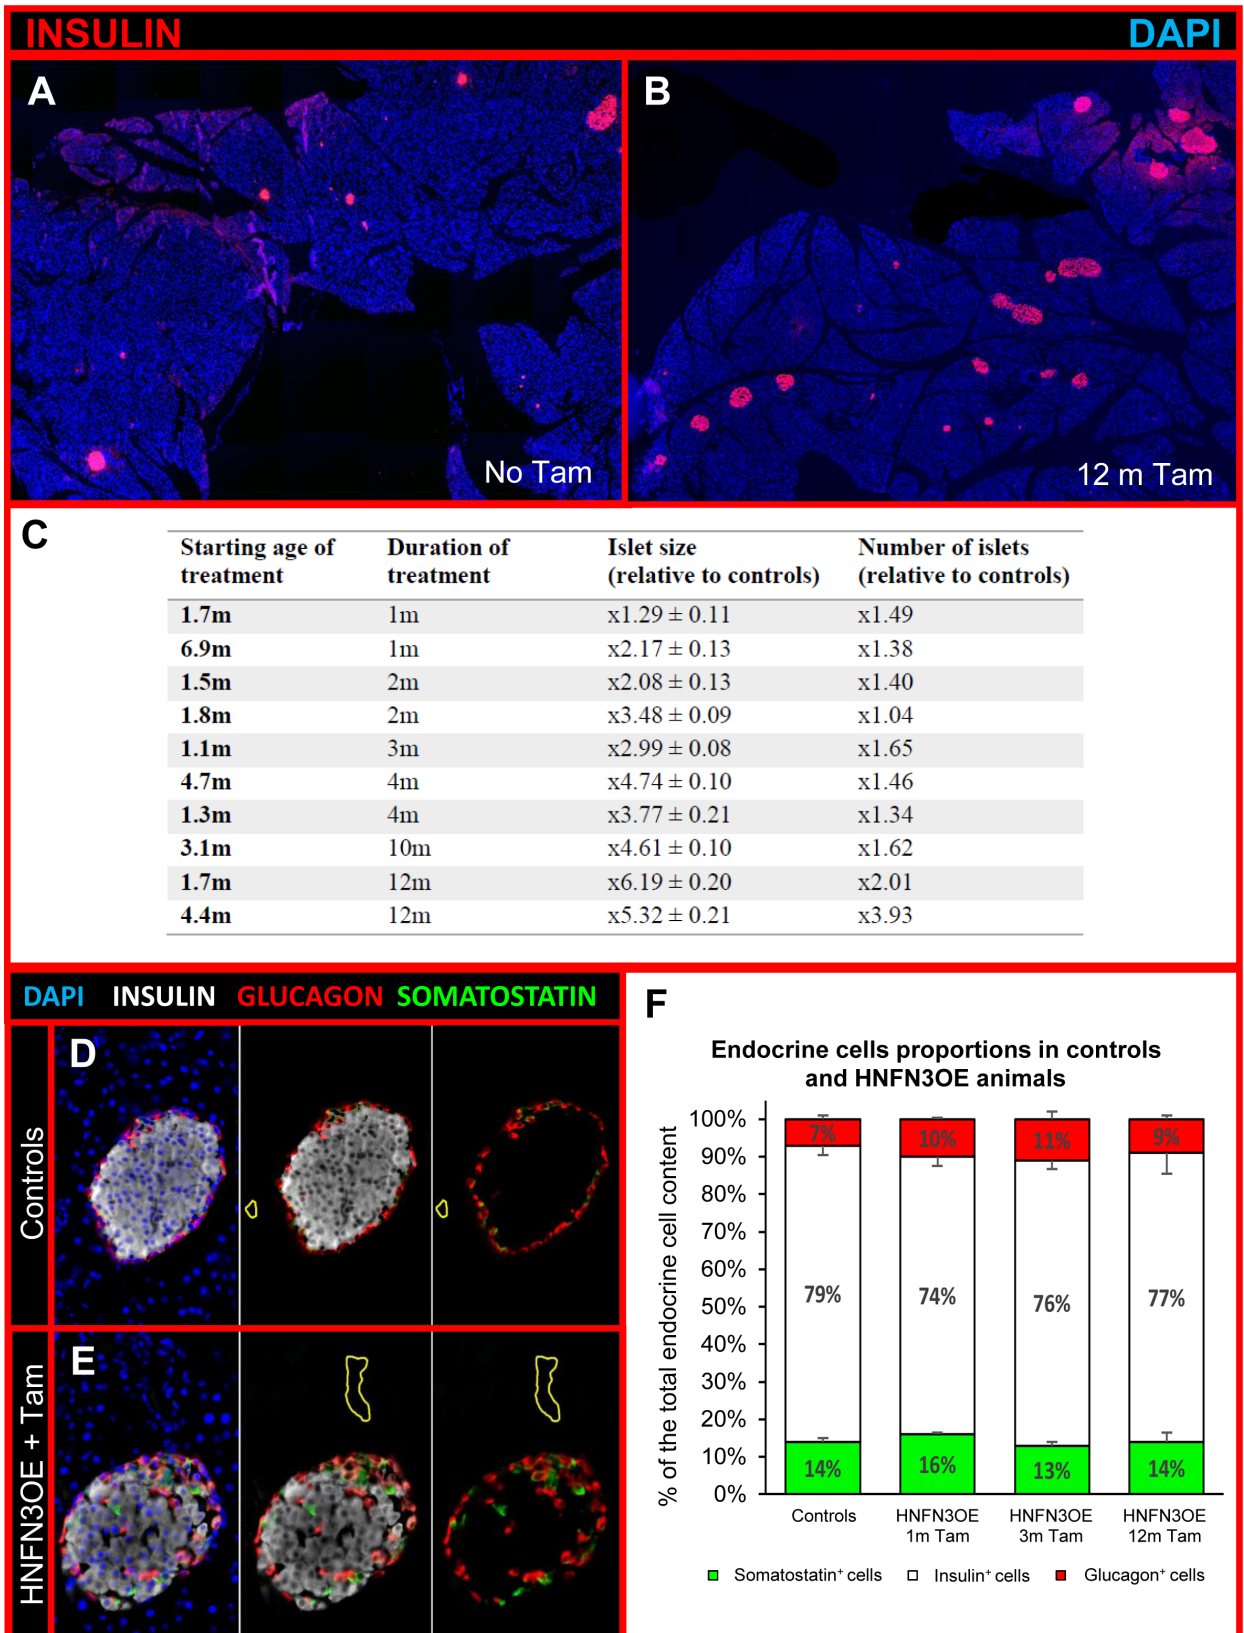 INSULIN DAPI
A
No Tam
B
12 m Tam
C
Starting age of treatment Duration of treatment Islet size (relative to controls) Number of islets (relative to controls)
1.7m 1m x1.29 ± 0.11 x1.49
6.9m 1m x2.17 ± 0.13 x1.38
1.5m 2m x2.08 ± 0.13 x1.40
1.8m 2m x3.48 ± 0.09 x1.04
1.1m 3m x2.99 ± 0.08 x1.65
4.7m 4m x4.74 ± 0.10 x1.46
1.3m 4m x3.77 ± 0.21 x1.34
3.1m 10m x4.61 ± 0.10 x1.62
1.7m 12m x6.19 ± 0.20 x2.01
4.4m 12m x5.32 ± 0.21 x3.93
DAPI INSULIN GLUCAGON SOMATOSTATIN
Controls
D
HNFN3OE + Tam
E
F
Endocrine cells proportions in controls
and HNFN3OE animals
% of the total endocrine cell content
100%
90%
80%
70%
60%
50%
40%
30%
20%
10%
0%
7% 10% 11% 9%
79% 74% 76% 77%
14% 16% 13% 14%
Controls HNFN3OE 1m Tam HNFN3OE 3m Tam HNFN3OE 12m Tam
Somatostatin⁺ cells Insulin⁺ cells Glucagon⁺ cells